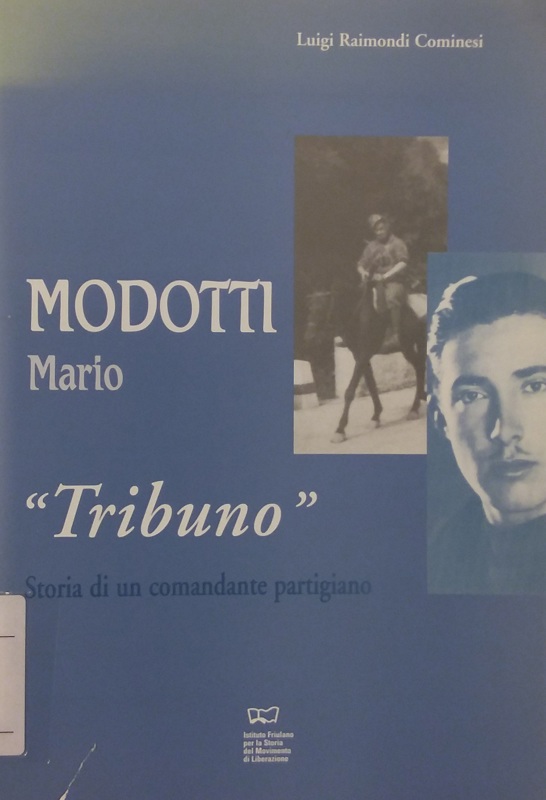 Luigi Raimondi Cominesi
MODOTTI
Mario
“Tribuno”
Storia di un comandante partigiano
Istituto Friulano
per la Storia
del Movimento
di Liberazione